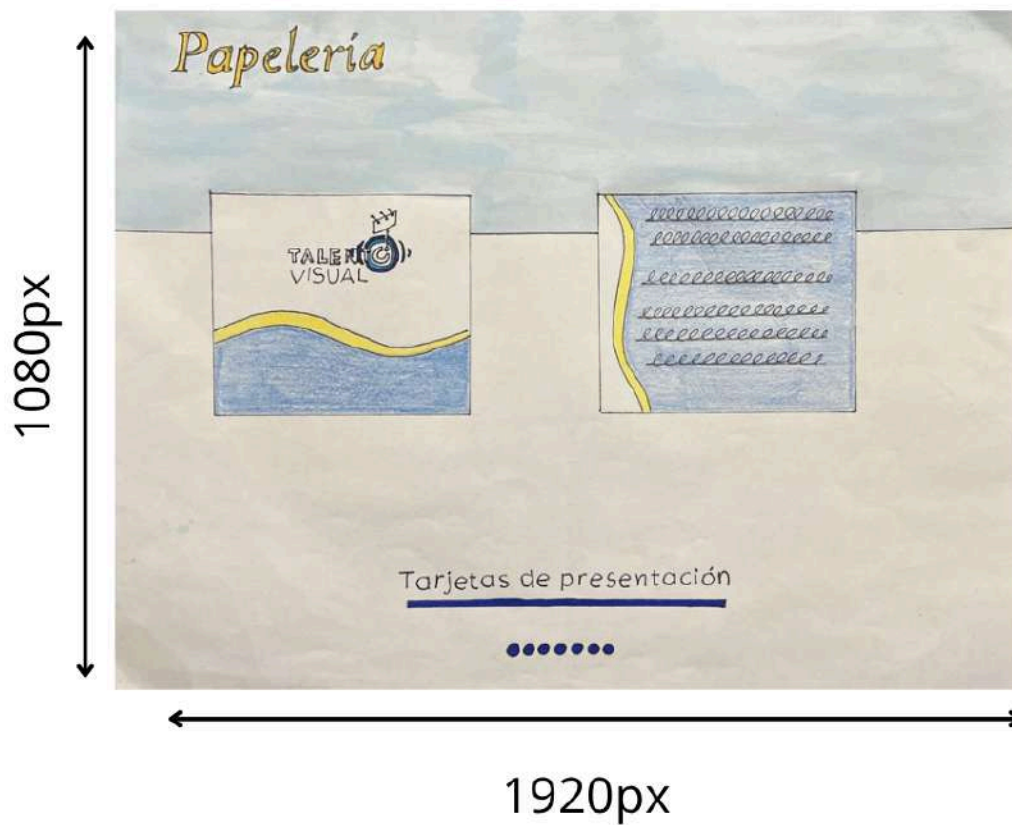 Papelería
TALENTO
VISUAL
Tarjetas de presentación
1080px
1920px